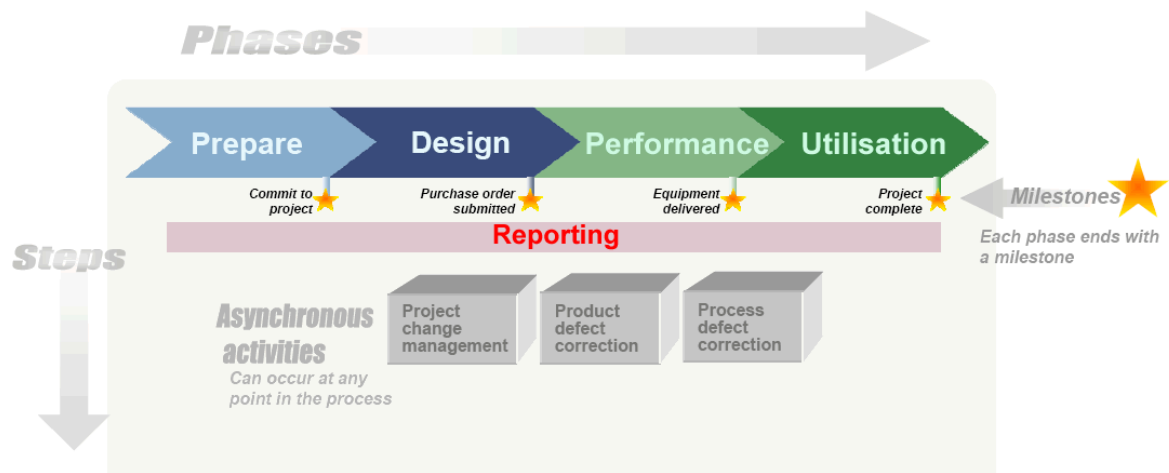 Phases
Prepare
Design
Performance
Utilisation
Commit to
project
Purchase order
submitted
Equipment
delivered
Project
complete
Milestones
Each phase ends with
a milestone
Reporting
Steps
Asynchronous
activities
Can occur at any
point in the process
Project
change
management
Product
defect
correction
Process
defect
correction